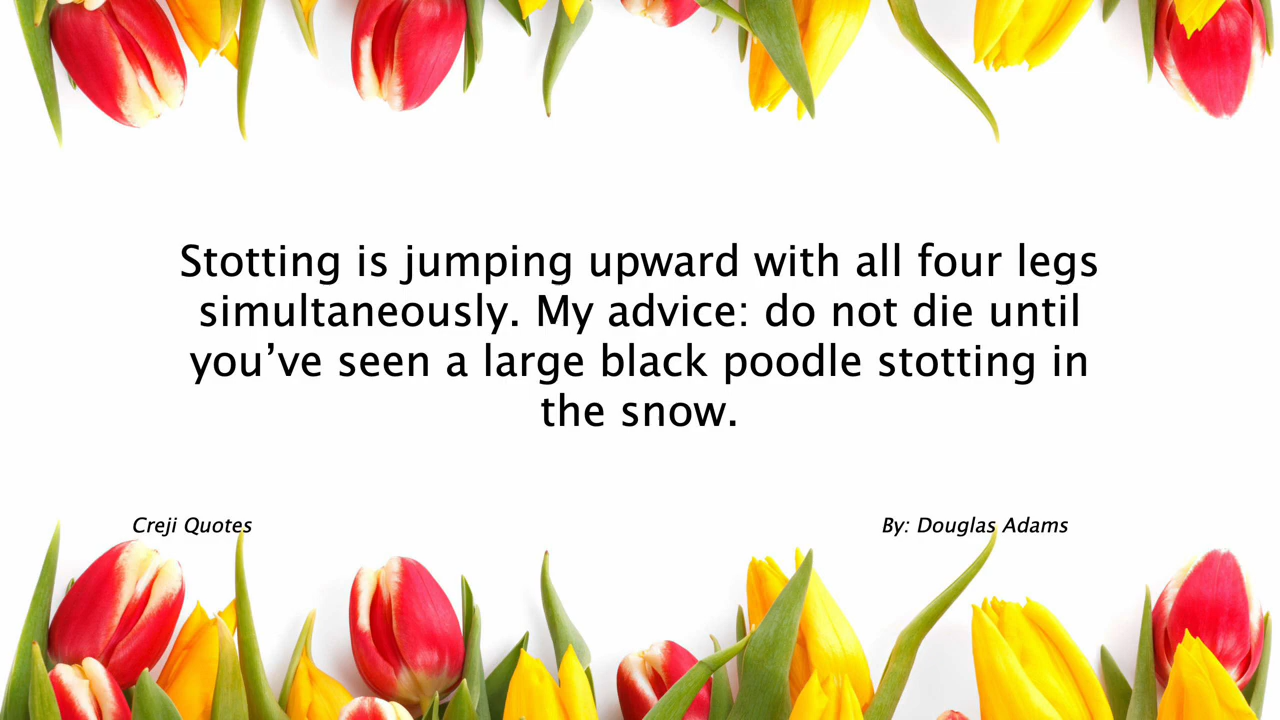 Stotting is jumping upward with all four legs
simultaneously. My advice: do not die until
you’ve seen a large black poodle stotting in
the snow.
Creji Quotes
By: Douglas Adams